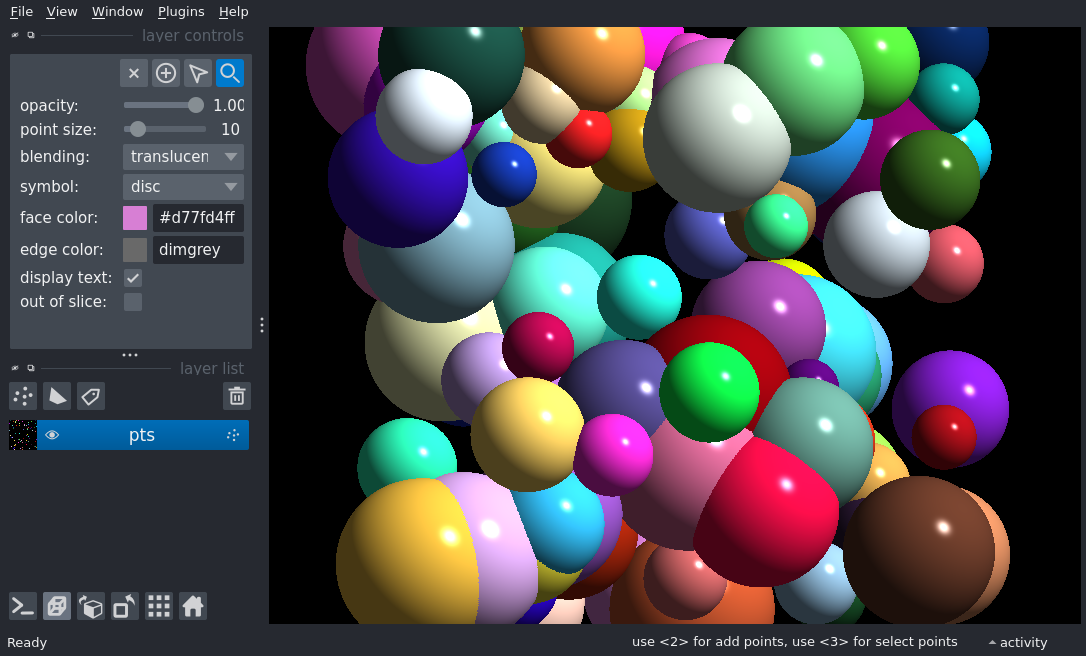 File View Window Plugins Help
layer controls
opacity: 1.00
point size: 10
blending: translucen
symbol: disc
face color: #d77fd4ff
edge color: dimgrey
display text:
out of slice:
layer list
pts
Ready
use <2> for add points, use <3> for select points
activity